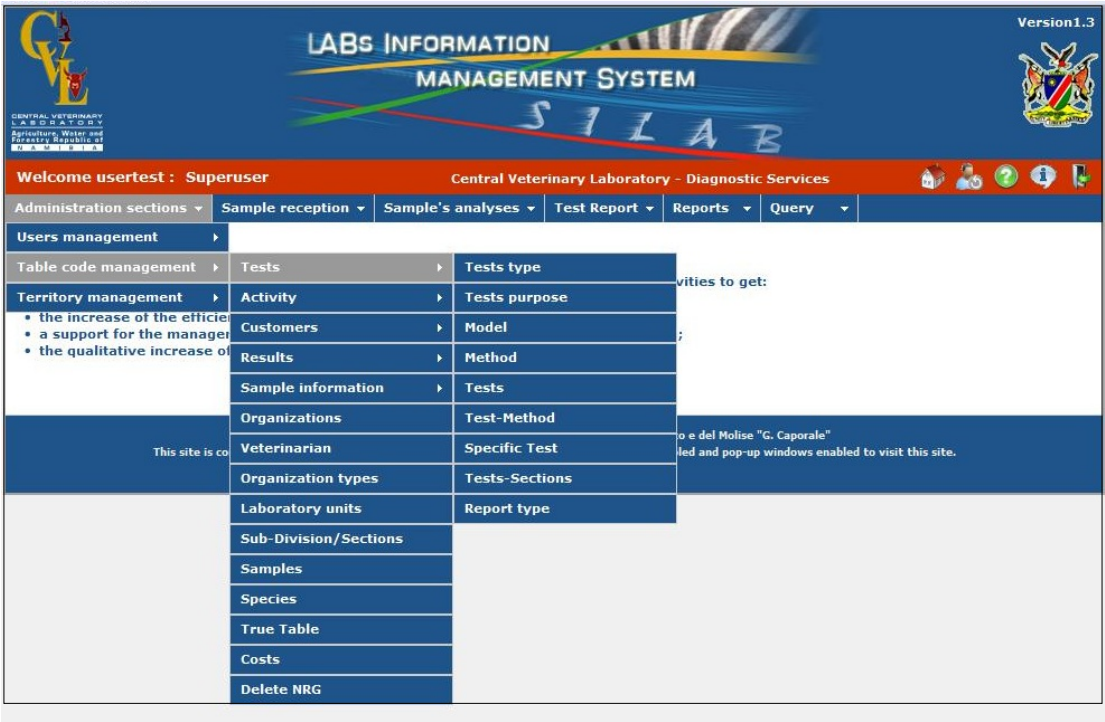 Version1.3
LABs INFORMATION
MANAGEMENT SYSTEM
SILAB
CVL
CENTRAL VETERINARY
LABORATORY
Agriculture, Water and
Forestry Republic of
NAMIBIA
Welcome usertest : Superuser
Central Veterinary Laboratory - Diagnostic Services
Administration sections Sample reception Sample's analyses Test Report Reports Query
Users management
Table code management Tests Tests type
vities to get:
Territory management Activity Tests purpose
• the increase of the efficie
Customers Model
• a support for the manager ;
• the qualitative increase of
Results Method
Sample information Tests
Organizations Test-Method
to e del Molise "G. Caporale"
This site is co Veterinarian Specific Test led and pop-up windows enabled to visit this site.
Organization types Tests-Sections
Laboratory units Report type
Sub-Division/Sections
Samples
Species
True Table
Costs
Delete NRG